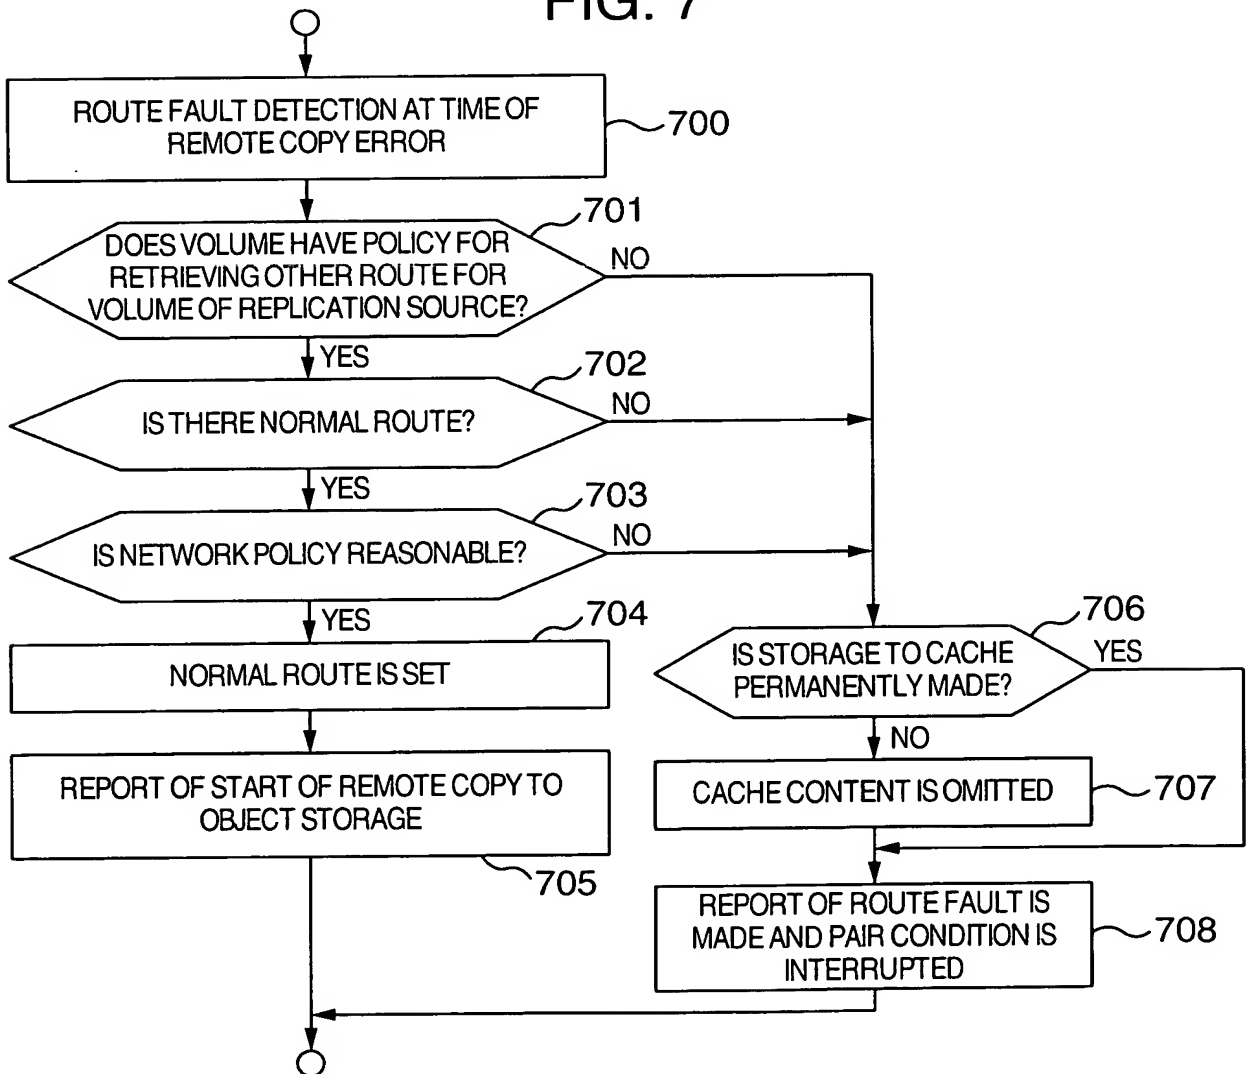 FIG. 7
ROUTE FAULT DETECTION AT TIME OF
REMOTE COPY ERROR
700
701
DOES VOLUME HAVE POLICY FOR
RETRIEVING OTHER ROUTE FOR
VOLUME OF REPLICATION SOURCE?
NO
YES
702
IS THERE NORMAL ROUTE?
NO
YES
703
IS NETWORK POLICY REASONABLE?
NO
YES
704
NORMAL ROUTE IS SET
REPORT OF START OF REMOTE COPY TO
OBJECT STORAGE
705
706
IS STORAGE TO CACHE
PERMANENTLY MADE?
YES
NO
CACHE CONTENT IS OMITTED
707
REPORT OF ROUTE FAULT IS
MADE AND PAIR CONDITION IS
INTERRUPTED
708